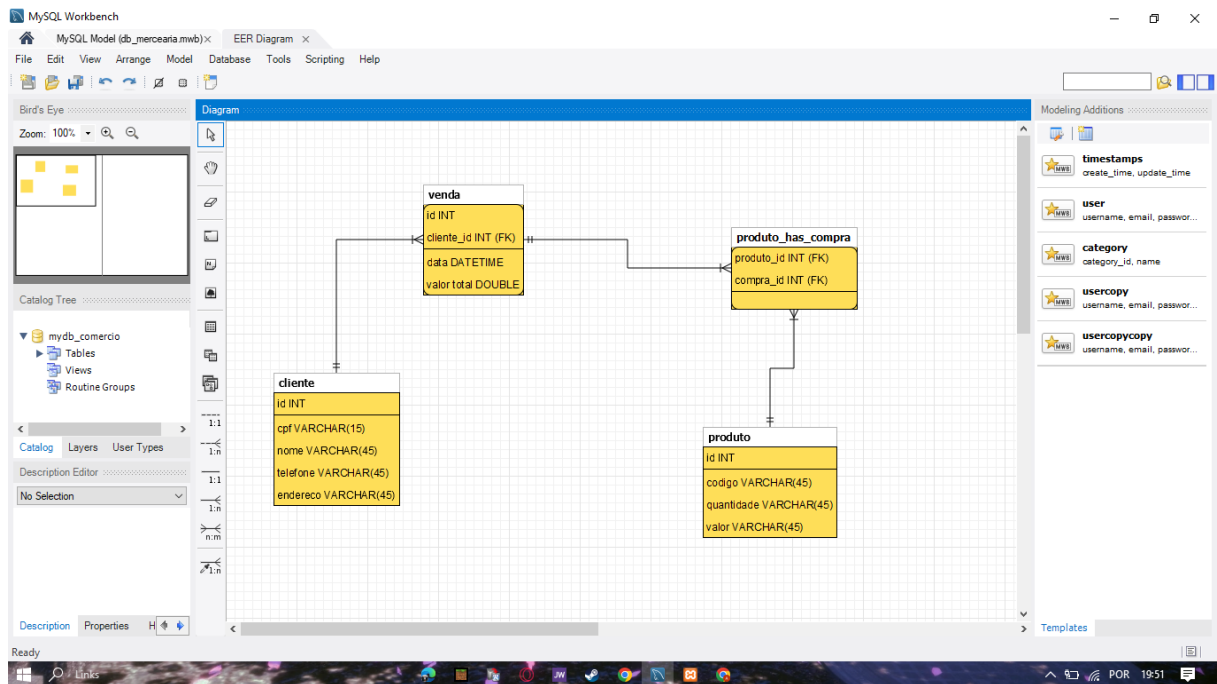 MySQL Workbench
MySQL Model (db_mercearia.mwb) × EER Diagram ×
File Edit View Arrange Model Database Tools Scripting Help
Bird's Eye
Zoom: 100%
Diagram
Modeling Additions
timestamps
create_time, update_time
user
username, email, passwor...
category
category_id, name
usercopy
username, email, passwor...
usercopycopy
username, email, passwor...
Templates
Catalog Tree
mydb_comercio
Tables
Views
Routine Groups
Catalog Layers User Types
Description Editor
No Selection
Description Properties H
1:1
1:n
1:1
1:n
n:m
1:n
venda
id INT
cliente_id INT (FK)
data DATETIME
valor total DOUBLE
produto_has_compra
produto_id INT (FK)
compra_id INT (FK)
cliente
id INT
cpf VARCHAR(15)
nome VARCHAR(45)
telefone VARCHAR(45)
endereco VARCHAR(45)
produto
id INT
codigo VARCHAR(45)
quantidade VARCHAR(45)
valor VARCHAR(45)
Ready
Links
JW
POR 19:51